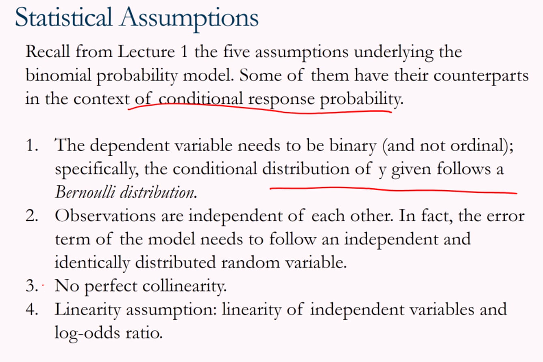 Statistical Assumptions
Recall from Lecture 1 the five assumptions underlying the
binomial probability model. Some of them have their counterparts
in the context of conditional response probability.
1. The dependent variable needs to be binary (and not ordinal);
specifically, the conditional distribution of y given follows a
Bernoulli distribution.
2. Observations are independent of each other. In fact, the error
term of the model needs to follow an independent and
identically distributed random variable.
3. No perfect collinearity.
4. Linearity assumption: linearity of independent variables and
log-odds ratio.